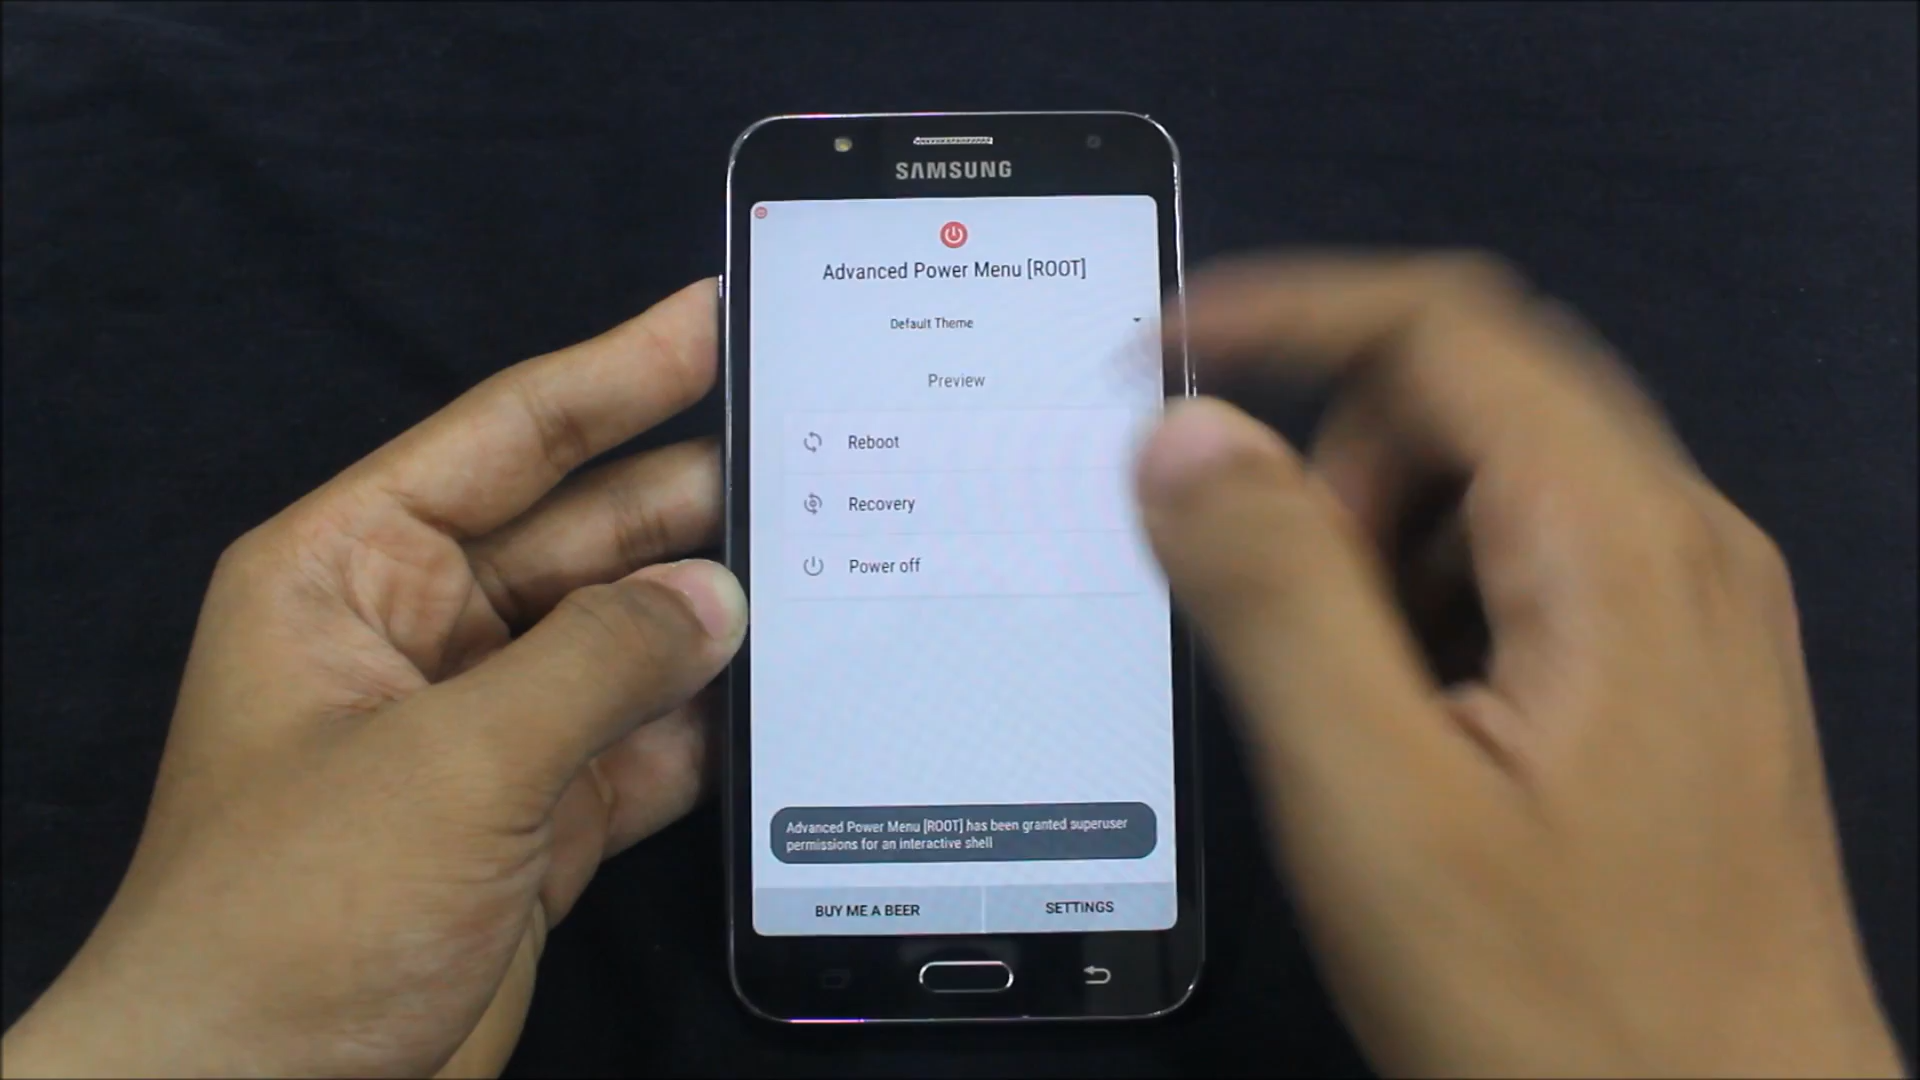 SAMSUNG
Advanced Power Menu [ROOT]
Default Theme
Preview
Reboot
Recovery
Power off
Advanced Power Menu [ROOT] has been granted superuser
permissions for an interactive shell
BUY ME A BEER
SETTINGS